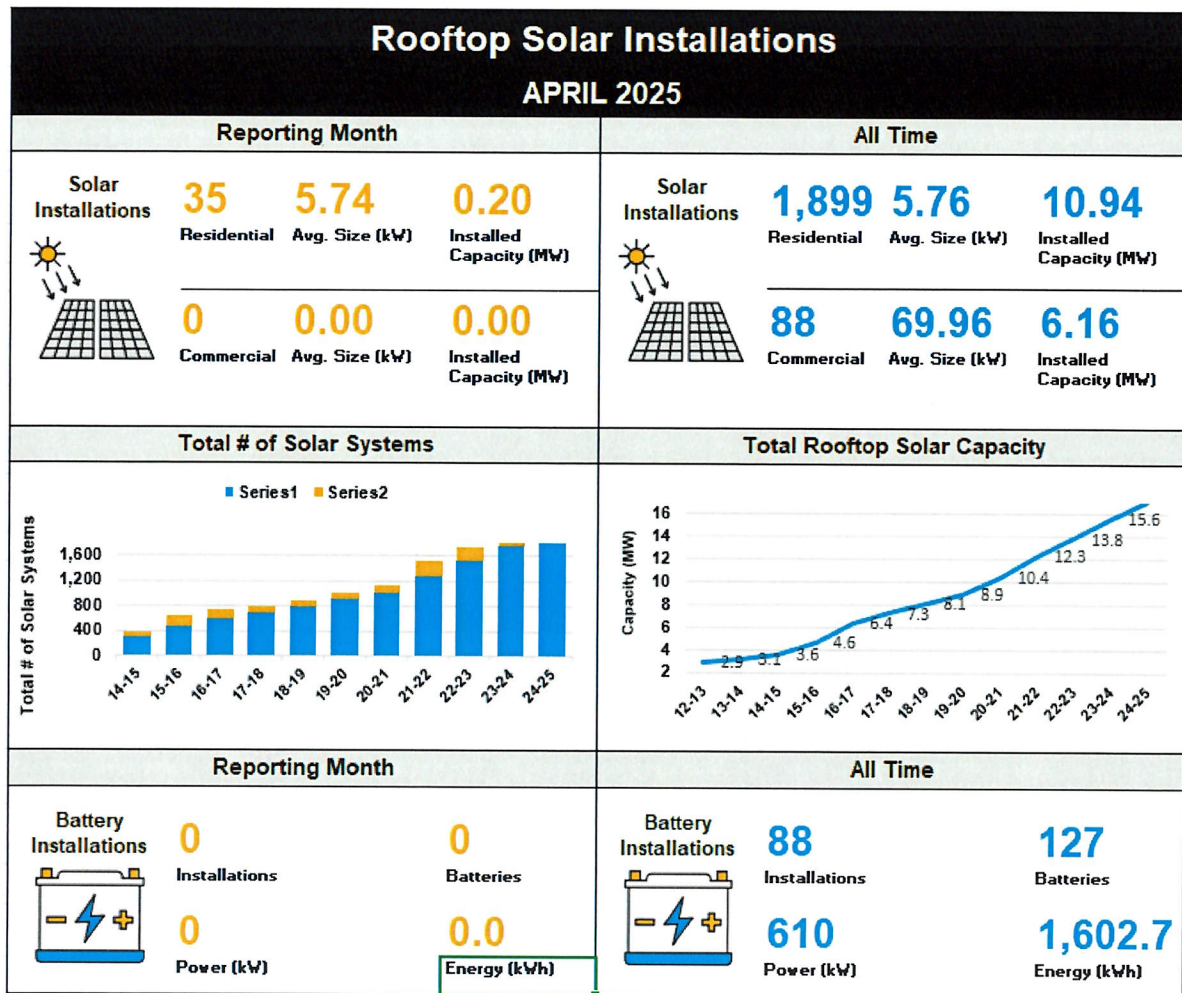 Rooftop Solar Installations
APRIL 2025
Reporting Month
Solar
Installations
35
5.74
0.20
Residential
Avg. Size (kW)
Installed
Capacity (MW)
0
0.00
0.00
Commercial
Avg. Size (kW)
Installed
Capacity (MW)
All Time
Solar
Installations
1,899
5.76
10.94
Residential
Avg. Size (kW)
Installed
Capacity (MW)
88
69.96
6.16
Commercial
Avg. Size (kW)
Installed
Capacity (MW)
Total # of Solar Systems
Series1 Series2
Total # of Solar Systems
1,600
1,200
800
400
0
14-15
15-16
16-17
17-18
18-19
19-20
20-21
21-22
22-23
23-24
24-25
Total Rooftop Solar Capacity
Capacity (MW)
16
14
12
10
8
6
4
2
2.9
3.1
3.6
4.6
6.4
7.3
8.1
8.9
10.4
12.3
13.8
15.6
12-13
13-14
14-15
15-16
16-17
17-18
18-19
19-20
20-21
21-22
22-23
23-24
24-25
Reporting Month
Battery
Installations
0
0
Installations
Batteries
0
0.0
Power (kW)
Energy (kWh)
All Time
Battery
Installations
88
127
Installations
Batteries
610
1,602.7
Power (kW)
Energy (kWh)